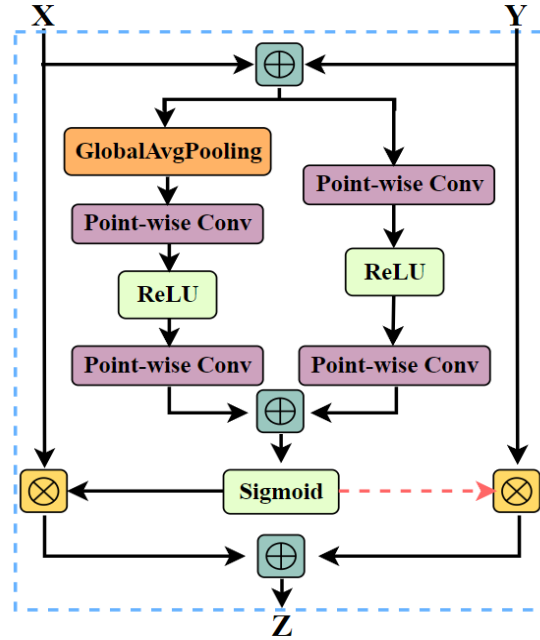 X
Y
GlobalAvgPooling
Point-wise Conv
Point-wise Conv
ReLU
ReLU
Point-wise Conv
Point-wise Conv
Sigmoid
Z